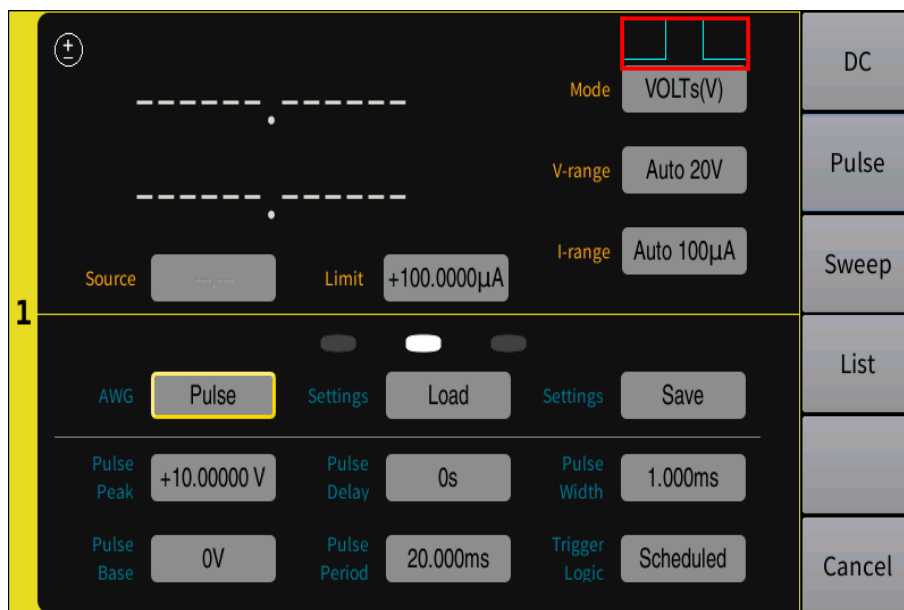 Mode VOLTs(V)
V-range Auto 20V
I-range Auto 100µA
Source ---.---
Limit +100.0000µA
1
AWG Pulse
Settings Load
Settings Save
Pulse
Peak
+10.00000 V
Pulse
Delay
0s
Pulse
Width
1.000ms
Pulse
Base
0V
Pulse
Period
20.000ms
Trigger
Logic
Scheduled
DC
Pulse
Sweep
List
Cancel